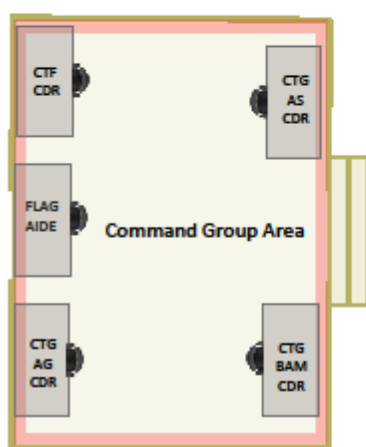 CTF
CDR
CTG
AS
CDR
FLAG
AIDE
Command Group Area
CTG
AG
CDR
CTG
BAM
CDR